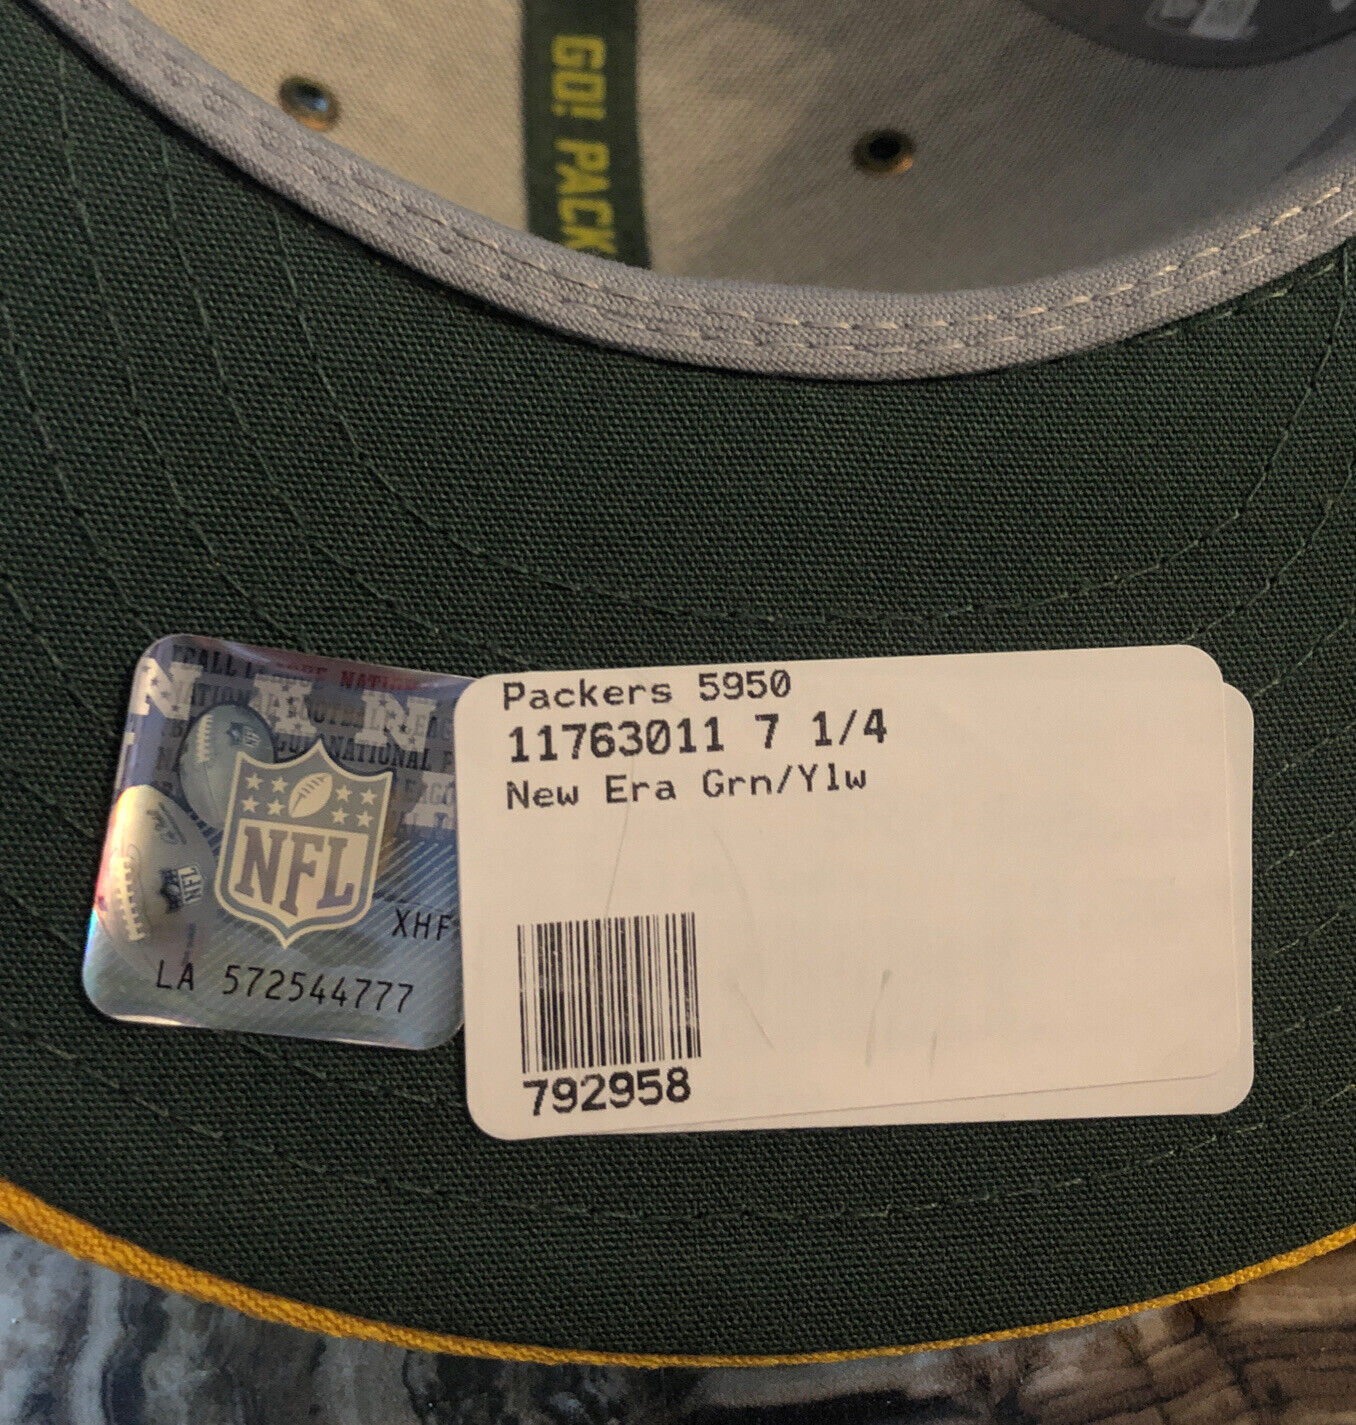 GO! PACK
NFL
XHF
LA 572544777
Packers 5950
11763011 7 1/4
New Era Grn/Ylw
792958